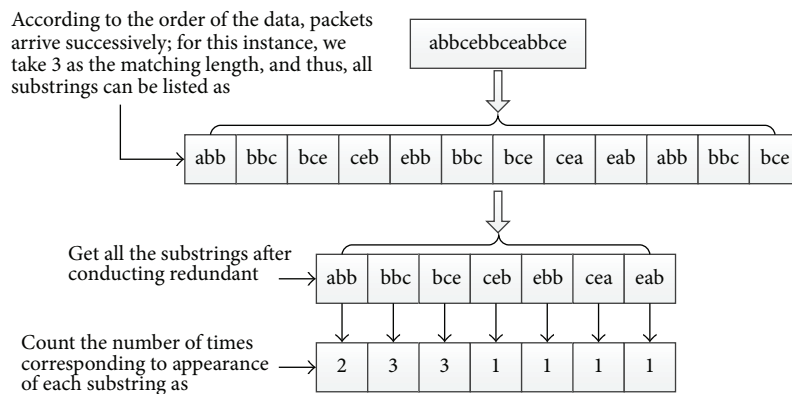 According to the order of the data, packets
arrive successively; for this instance, we
take 3 as the matching length, and thus, all
substrings can be listed as
abbcebbceabbce
abb bbc bce ceb ebb bbc bce cea eab abb bbc bce
Get all the substrings after
conducting redundant
abb bbc bce ceb ebb cea eab
Count the number of times
corresponding to appearance
of each substring as
2 3 3 1 1 1 1